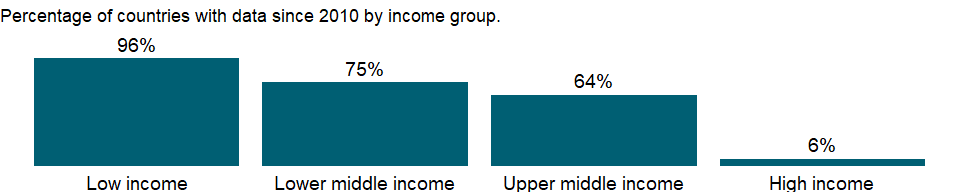 Percentage of countries with data since 2010 by income group.
96%
75%
64%
6%
Low income
Lower middle income
Upper middle income
High income